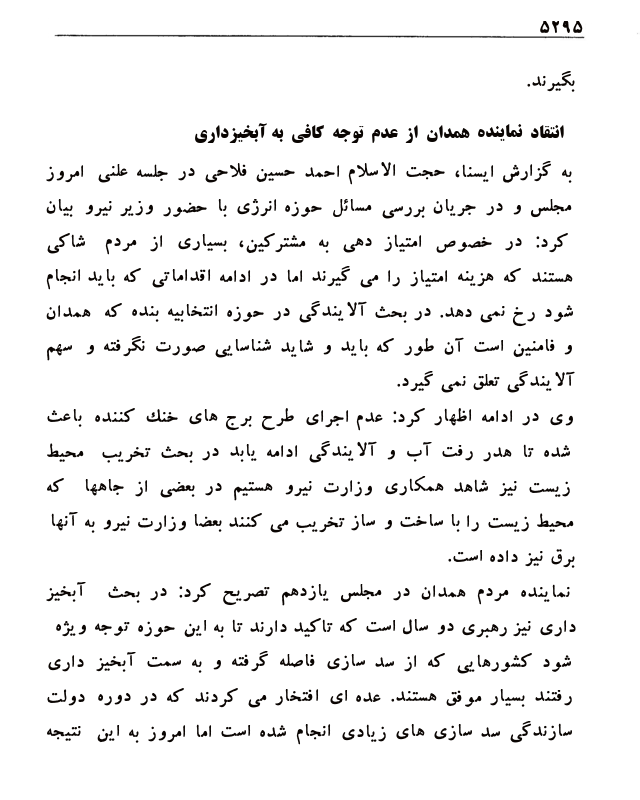 ۵۲۹۵
بگیرند.
انتقاد نماینده همدان از عدم توجه کافی به آبخیزداری
به گزارش ایسنا، حجت الاسلام احمد حسین فلاحی در جلسه علنی امروز
مجلس و در جریان بررسی مسائل حوزه انرژی با حضور وزیر نیرو بیان
کرد: در خصوص امتیاز دهی به مشترکین، بسیاری از مردم شاکی
هستند که هزینه امتیاز را می گیرند اما در ادامه اقداماتی که باید انجام
شود رخ نمی دهد. در بحث آلایندگی در حوزه انتخابیه بنده که همدان
و فامنین است آن طور که باید و شاید شناسایی صورت نگرفته و سهم
آلایندگی تعلق نمی گیرد.
وی در ادامه اظهار کرد: عدم اجرای طرح برج های خنك کننده باعث
شده تا هدر رفت آب و آلایندگی ادامه یابد در بحث تخریب محیط
زیست نیز شاهد همکاری وزارت نیرو هستیم در بعضی از جاهها که
محیط زیست را با ساخت و ساز تخریب می کنند بعضا وزارت نیرو به آنها
برق نیز داده است.
نماینده مردم همدان در مجلس یازدهم تصریح کرد: در بحث آبخیز
داری نیز رهبری دو سال است که تاکید دارند تا به این حوزه توجه ویژه
شود کشورهایی که از سد سازی فاصله گرفته و به سمت آبخیز داری
رفتند بسیار موفق هستند. عده ای افتخار می کردند که در دوره دولت
سازندگی سد سازی های زیادی انجام شده است اما امروز به این نتیجه